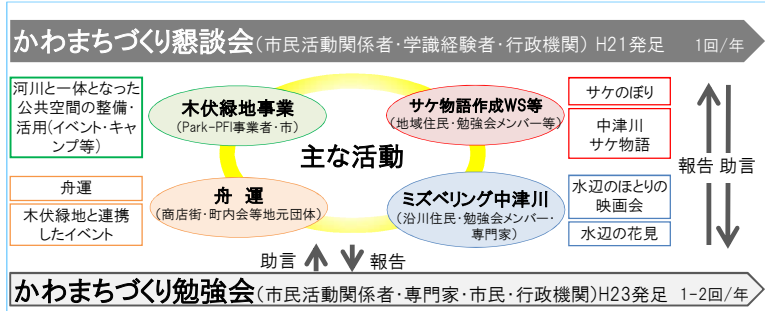 かわまちづくり懇談会(市民活動関係者・学識経験者・行政機関) H21発足 1回/年
河川と一体となった
公共空間の整備・
活用(イベント・キャ
ンプ等)
木伏緑地事業
(Park-PFI事業者・市)
サケ物語作成WS等
(地域住民・勉強会メンバー等)
サケのぼり
中津川
サケ物語
主な活動
報告 助言
舟運
木伏緑地と連携
したイベント
舟 運
(商店街・町内会等地元団体)
ミズベリング中津川
(沿川住民・勉強会メンバー・
専門家)
水辺のほとりの
映画会
水辺の花見
助言 報告
かわまちづくり勉強会(市民活動関係者・専門家・市民・行政機関)H23発足 1-2回/年